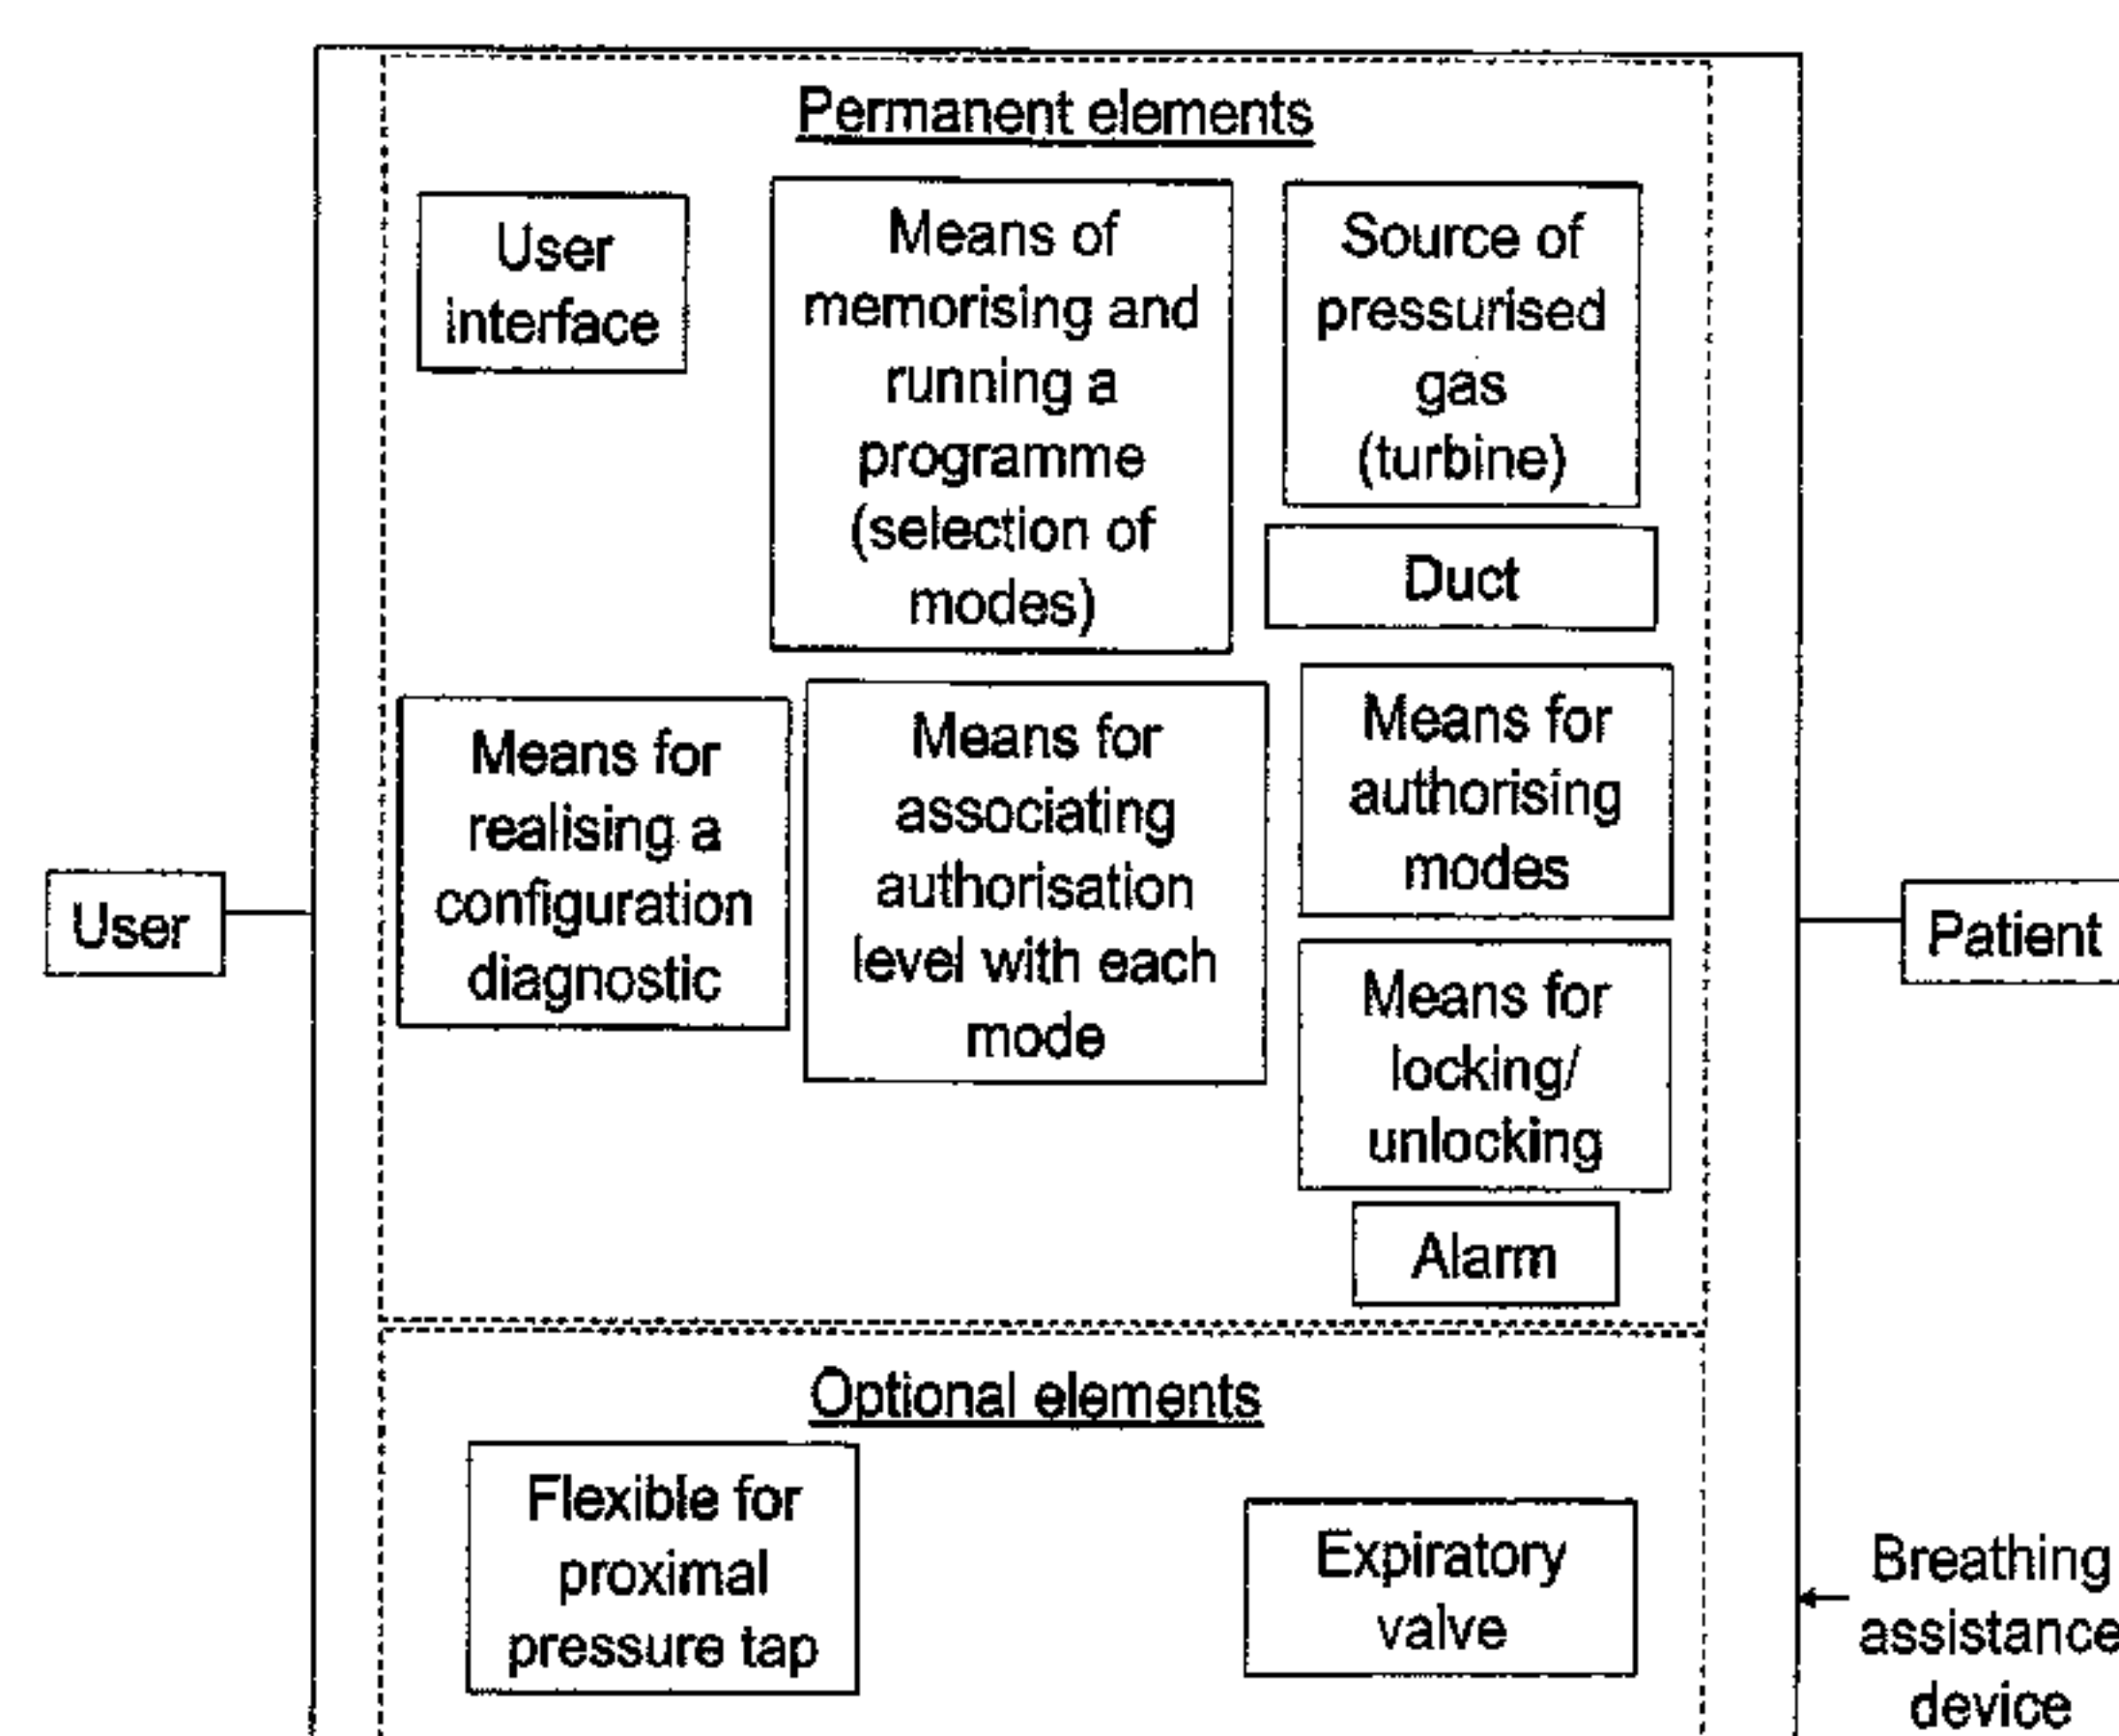 Permanent elements
User
interface
Means of
memorising and
running a
programme
(selection of
modes)
Source of
pressurised
gas
(turbine)
Duct
Means for
realising a
configuration
diagnostic
Means for
associating
authorisation
level with each
mode
Means for
authorising
modes
Means for
locking/
unlocking
Alarm
User
Patient
Optional elements
Flexible for
proximal
pressure tap
Expiratory
valve
Breathing
assistance
device